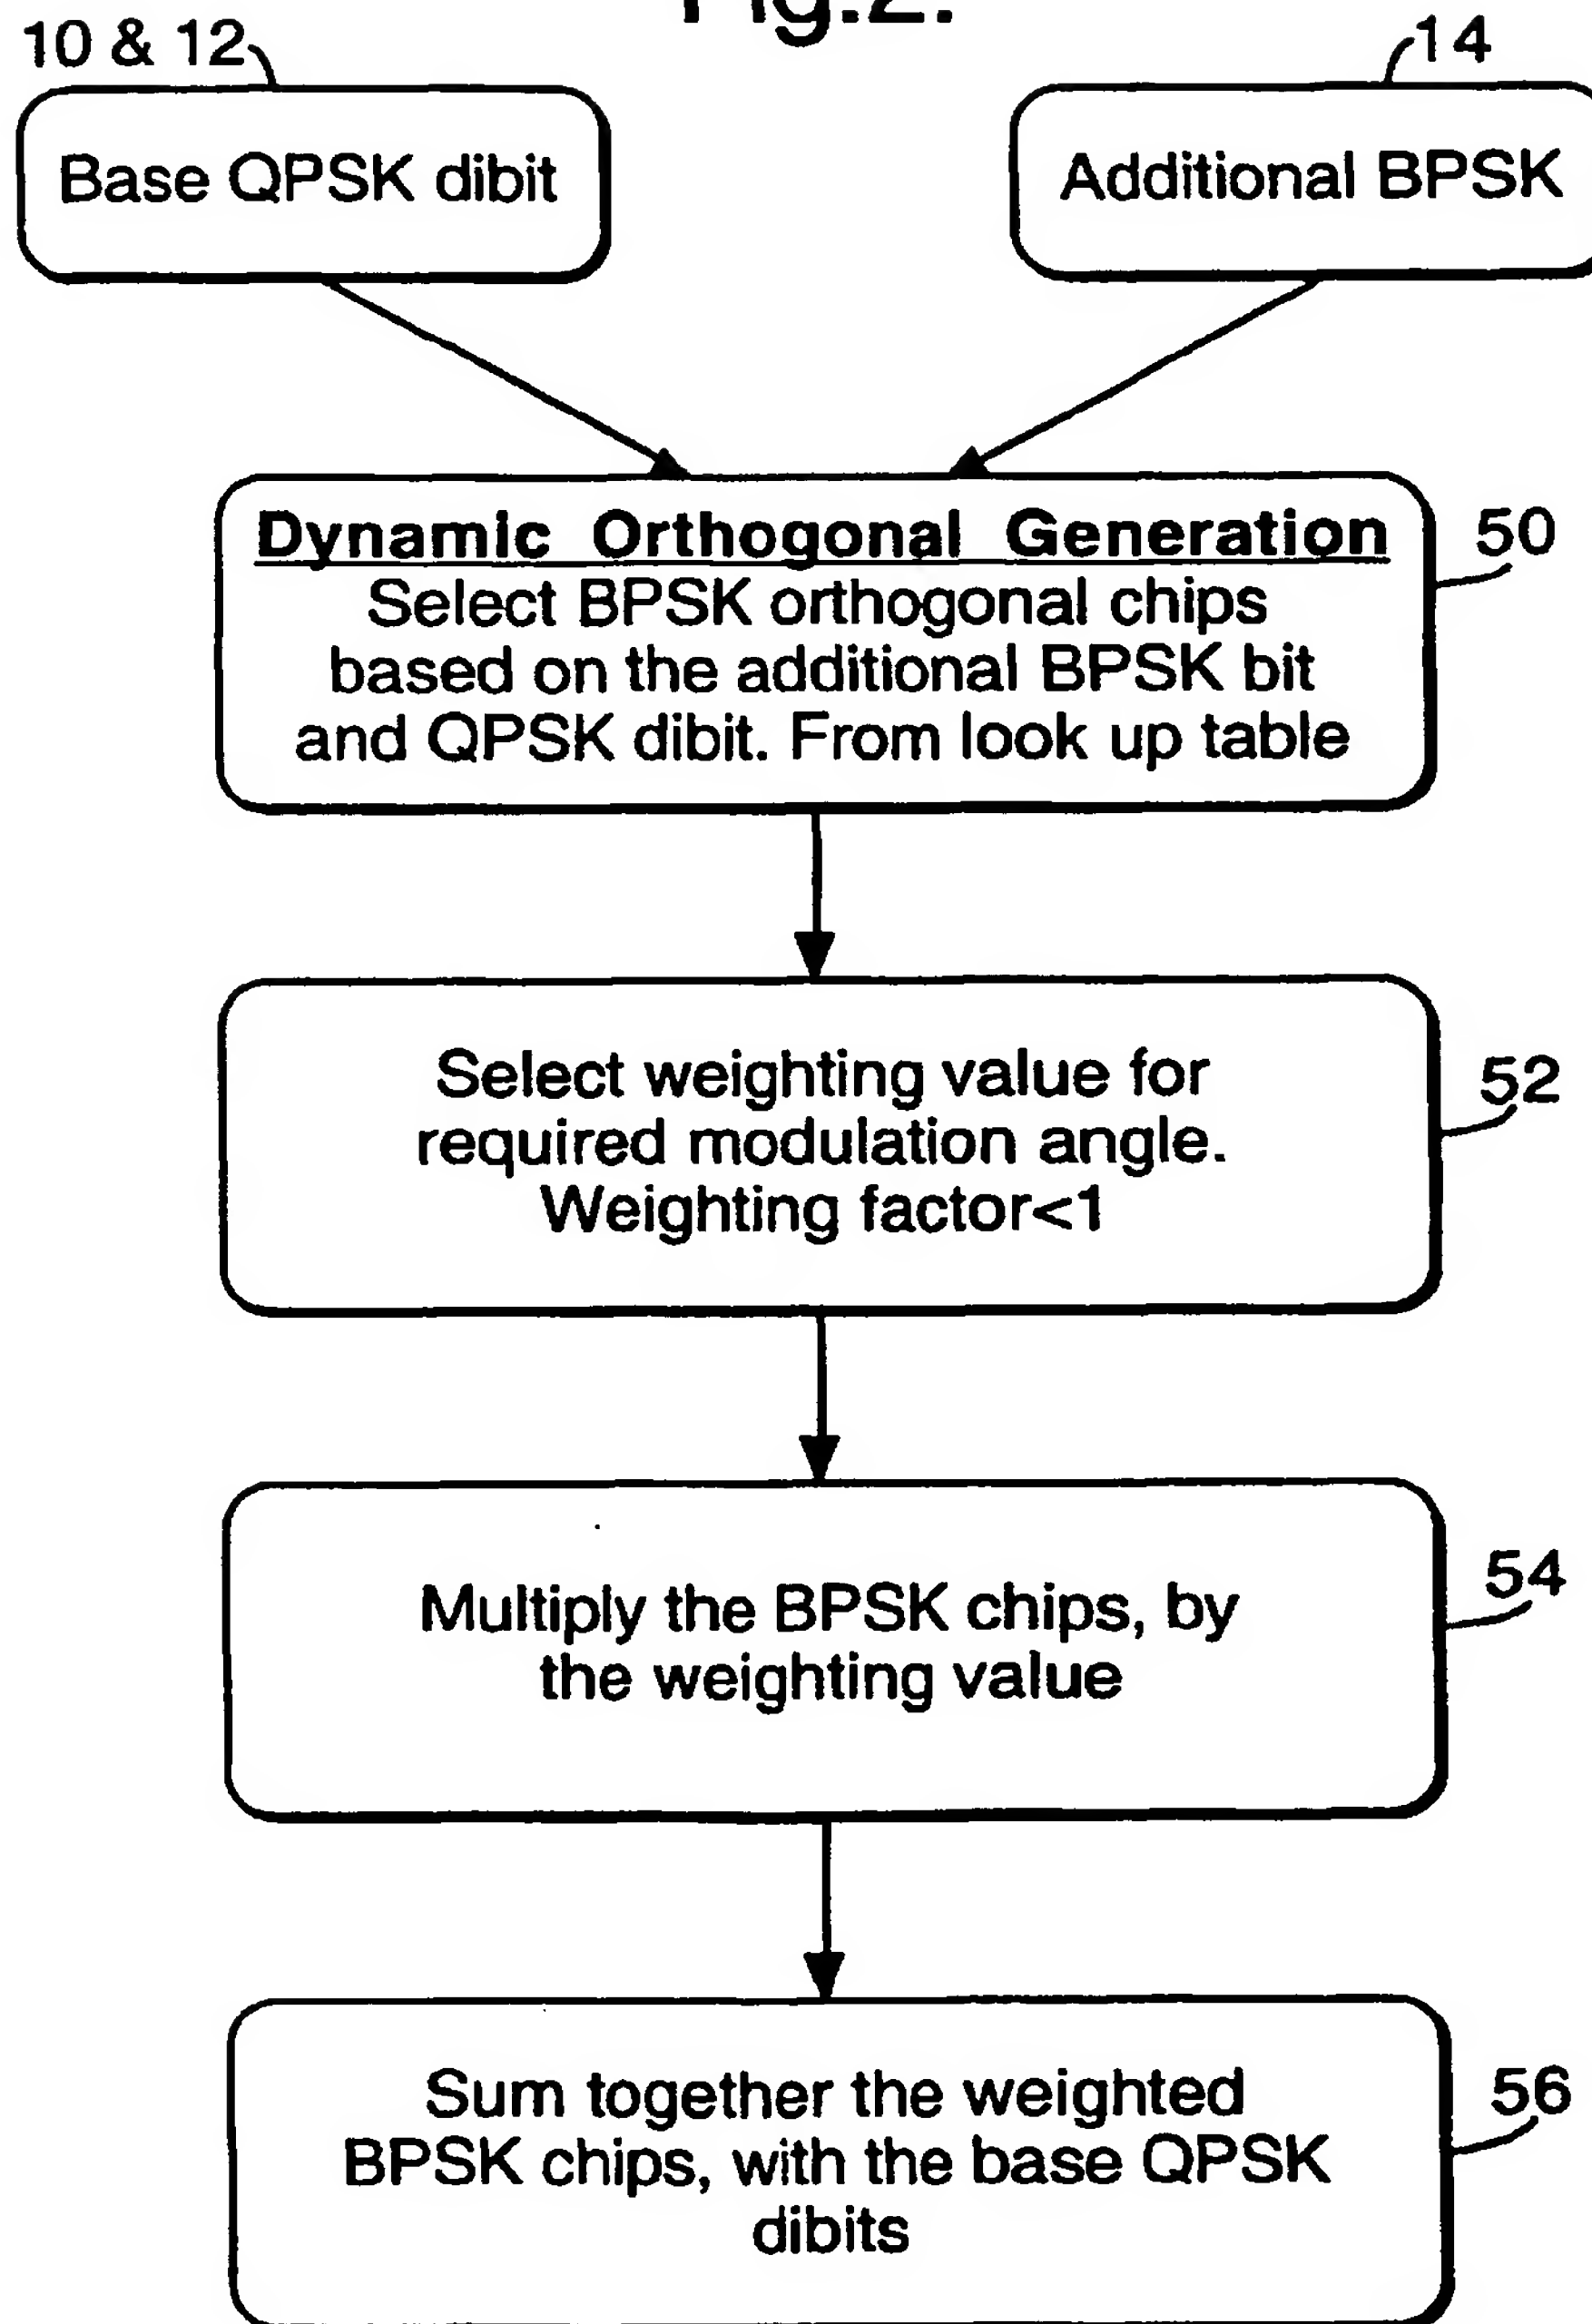 Fig.2.
10 & 12
14
Base QPSK dibit
Additional BPSK
Dynamic Orthogonal Generation
50
Select BPSK orthogonal chips
based on the additional BPSK bit
and QPSK dibit. From look up table
Select weighting value for
52
required modulation angle.
Weighting factor<1
54
Multiply the BPSK chips, by
the weighting value
Sum together the weighted
56
BPSK chips, with the base QPSK
dibits